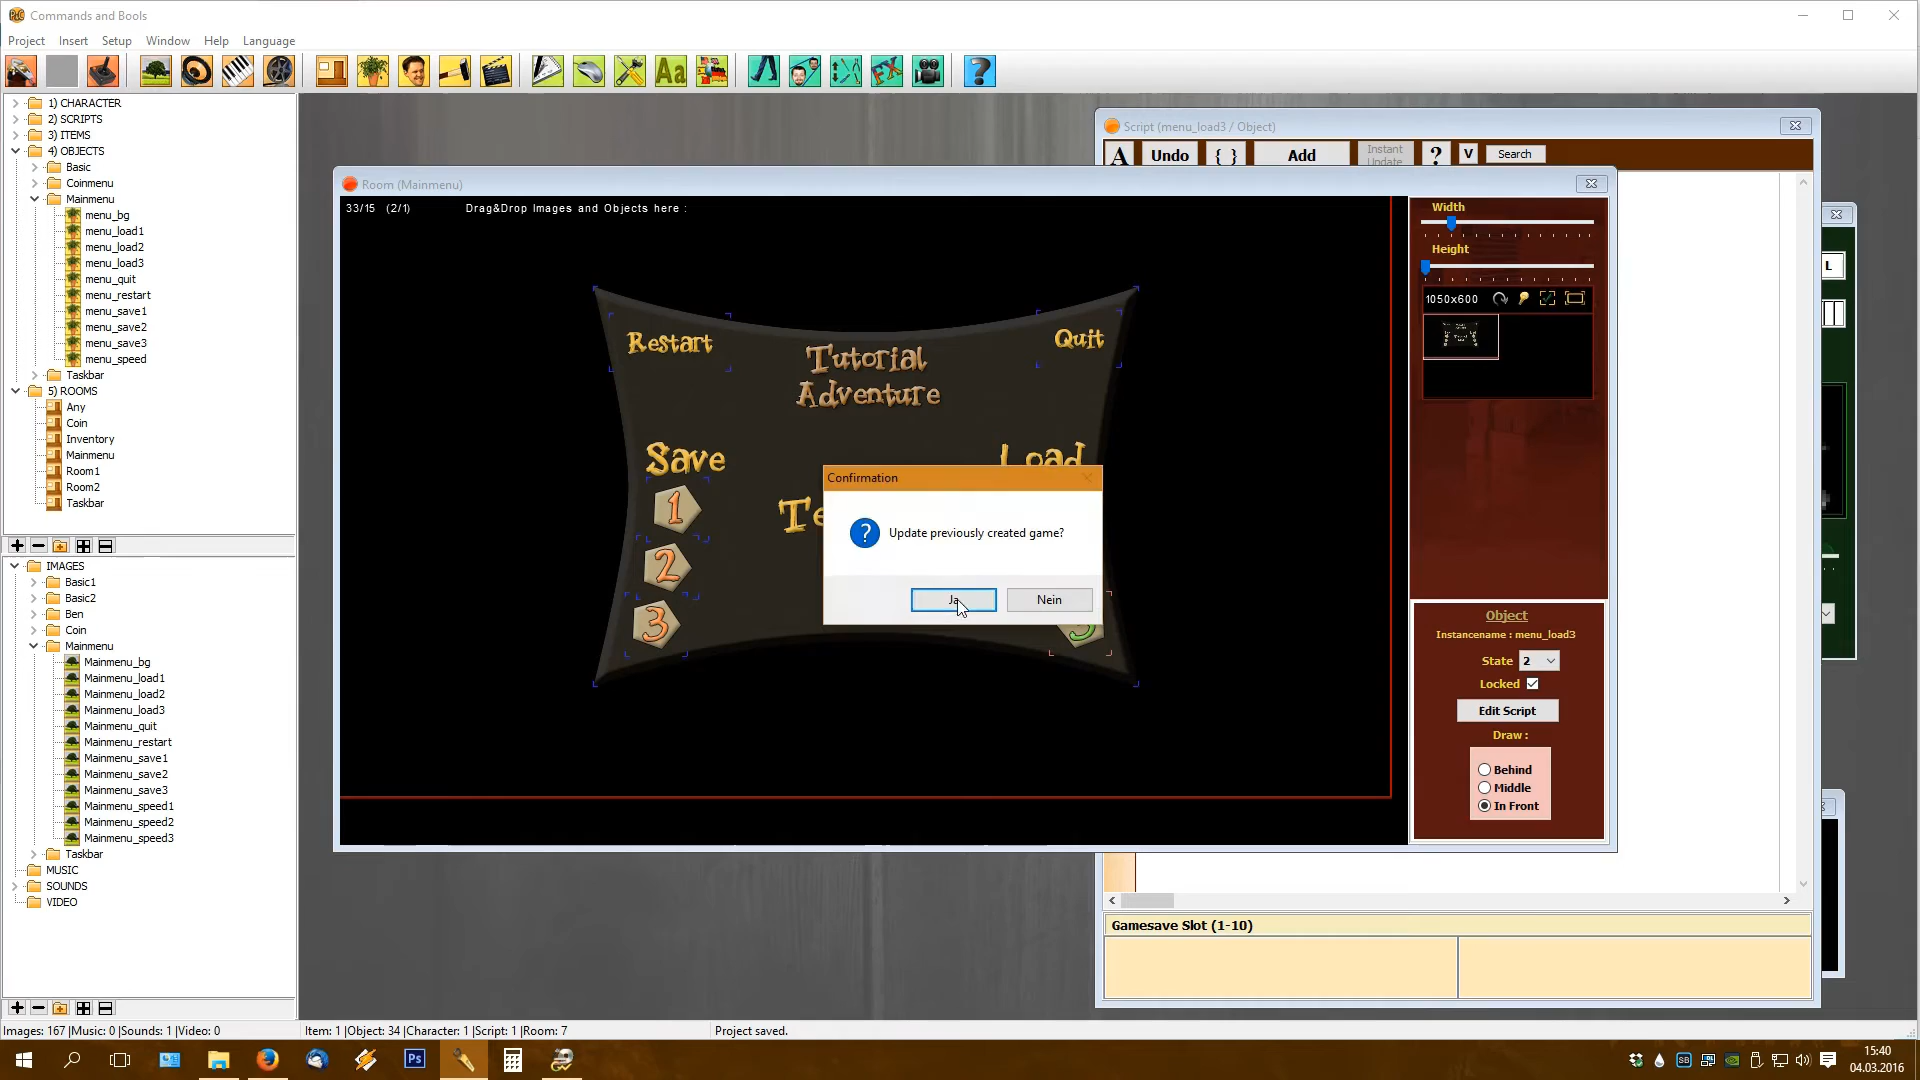 Commands and Bools
Project Insert Setup Window Help Language
Aa
FX
?
1) CHARACTER
2) SCRIPTS
3) ITEMS
4) OBJECTS
Basic
Coinmenu
Mainmenu
menu_bg
menu_load1
menu_load2
menu_load3
menu_quit
menu_restart
menu_save1
menu_save2
menu_save3
menu_speed
Taskbar
5) ROOMS
Any
Coin
Inventory
Mainmenu
Room1
Room2
Taskbar
IMAGES
Basic1
Basic2
Ben
Coin
Mainmenu
Mainmenu_bg
Mainmenu_load1
Mainmenu_load2
Mainmenu_load3
Mainmenu_quit
Mainmenu_restart
Mainmenu_save1
Mainmenu_save2
Mainmenu_save3
Mainmenu_speed1
Mainmenu_speed2
Mainmenu_speed3
Taskbar
MUSIC
SOUNDS
VIDEO
Script (menu_load3 / Object)
A Undo { } Add Instant Update ? V Search
Room (Mainmenu)
33/15 (2/1) Drag&Drop Images and Objects here :
Restart
Quit
Tutorial
Adventure
Save
Load
1
2
3
3
Confirmation
Update previously created game?
Ja Nein
Width
Height
1050x600
Object
Instancename : menu_load3
State 2
Locked
Edit Script
Draw :
Behind
Middle
In Front
L
Gamesave Slot (1-10)
Images: 167 |Music: 0 |Sounds: 1 |Video: 0
Item: 1 |Object: 34 |Character: 1 |Script: 1 |Room: 7
Project saved.
Ps
SB
15:40
04.03.2016